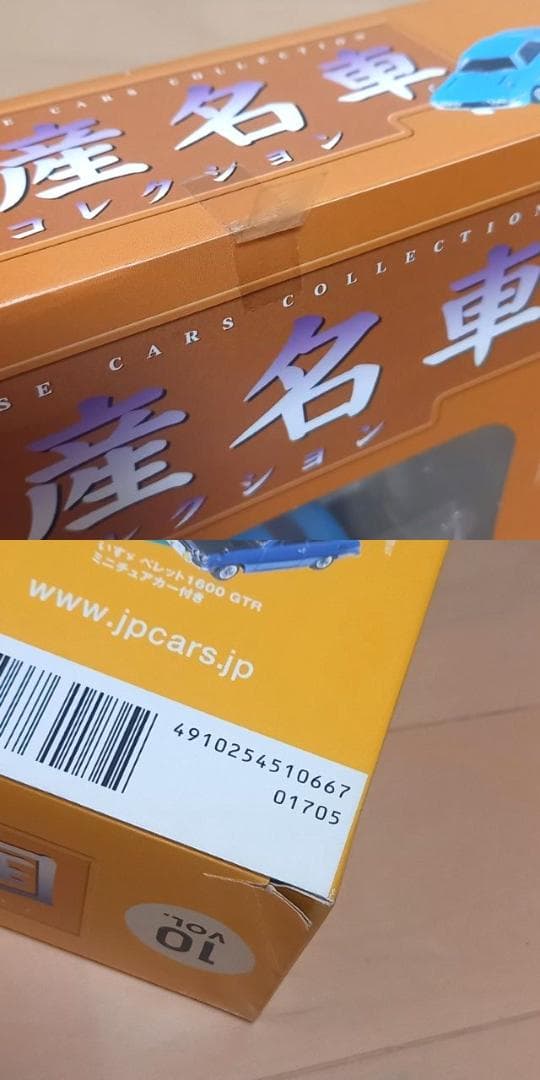 E CARS COLLECTION
産名車
コレクション
SE CARS COLLECTION
産名車
クション
いすゞ ベレット1600 GTR
ミニチュアカー付き
www.jpcars.jp
4910254510667
01705
VOL.
10